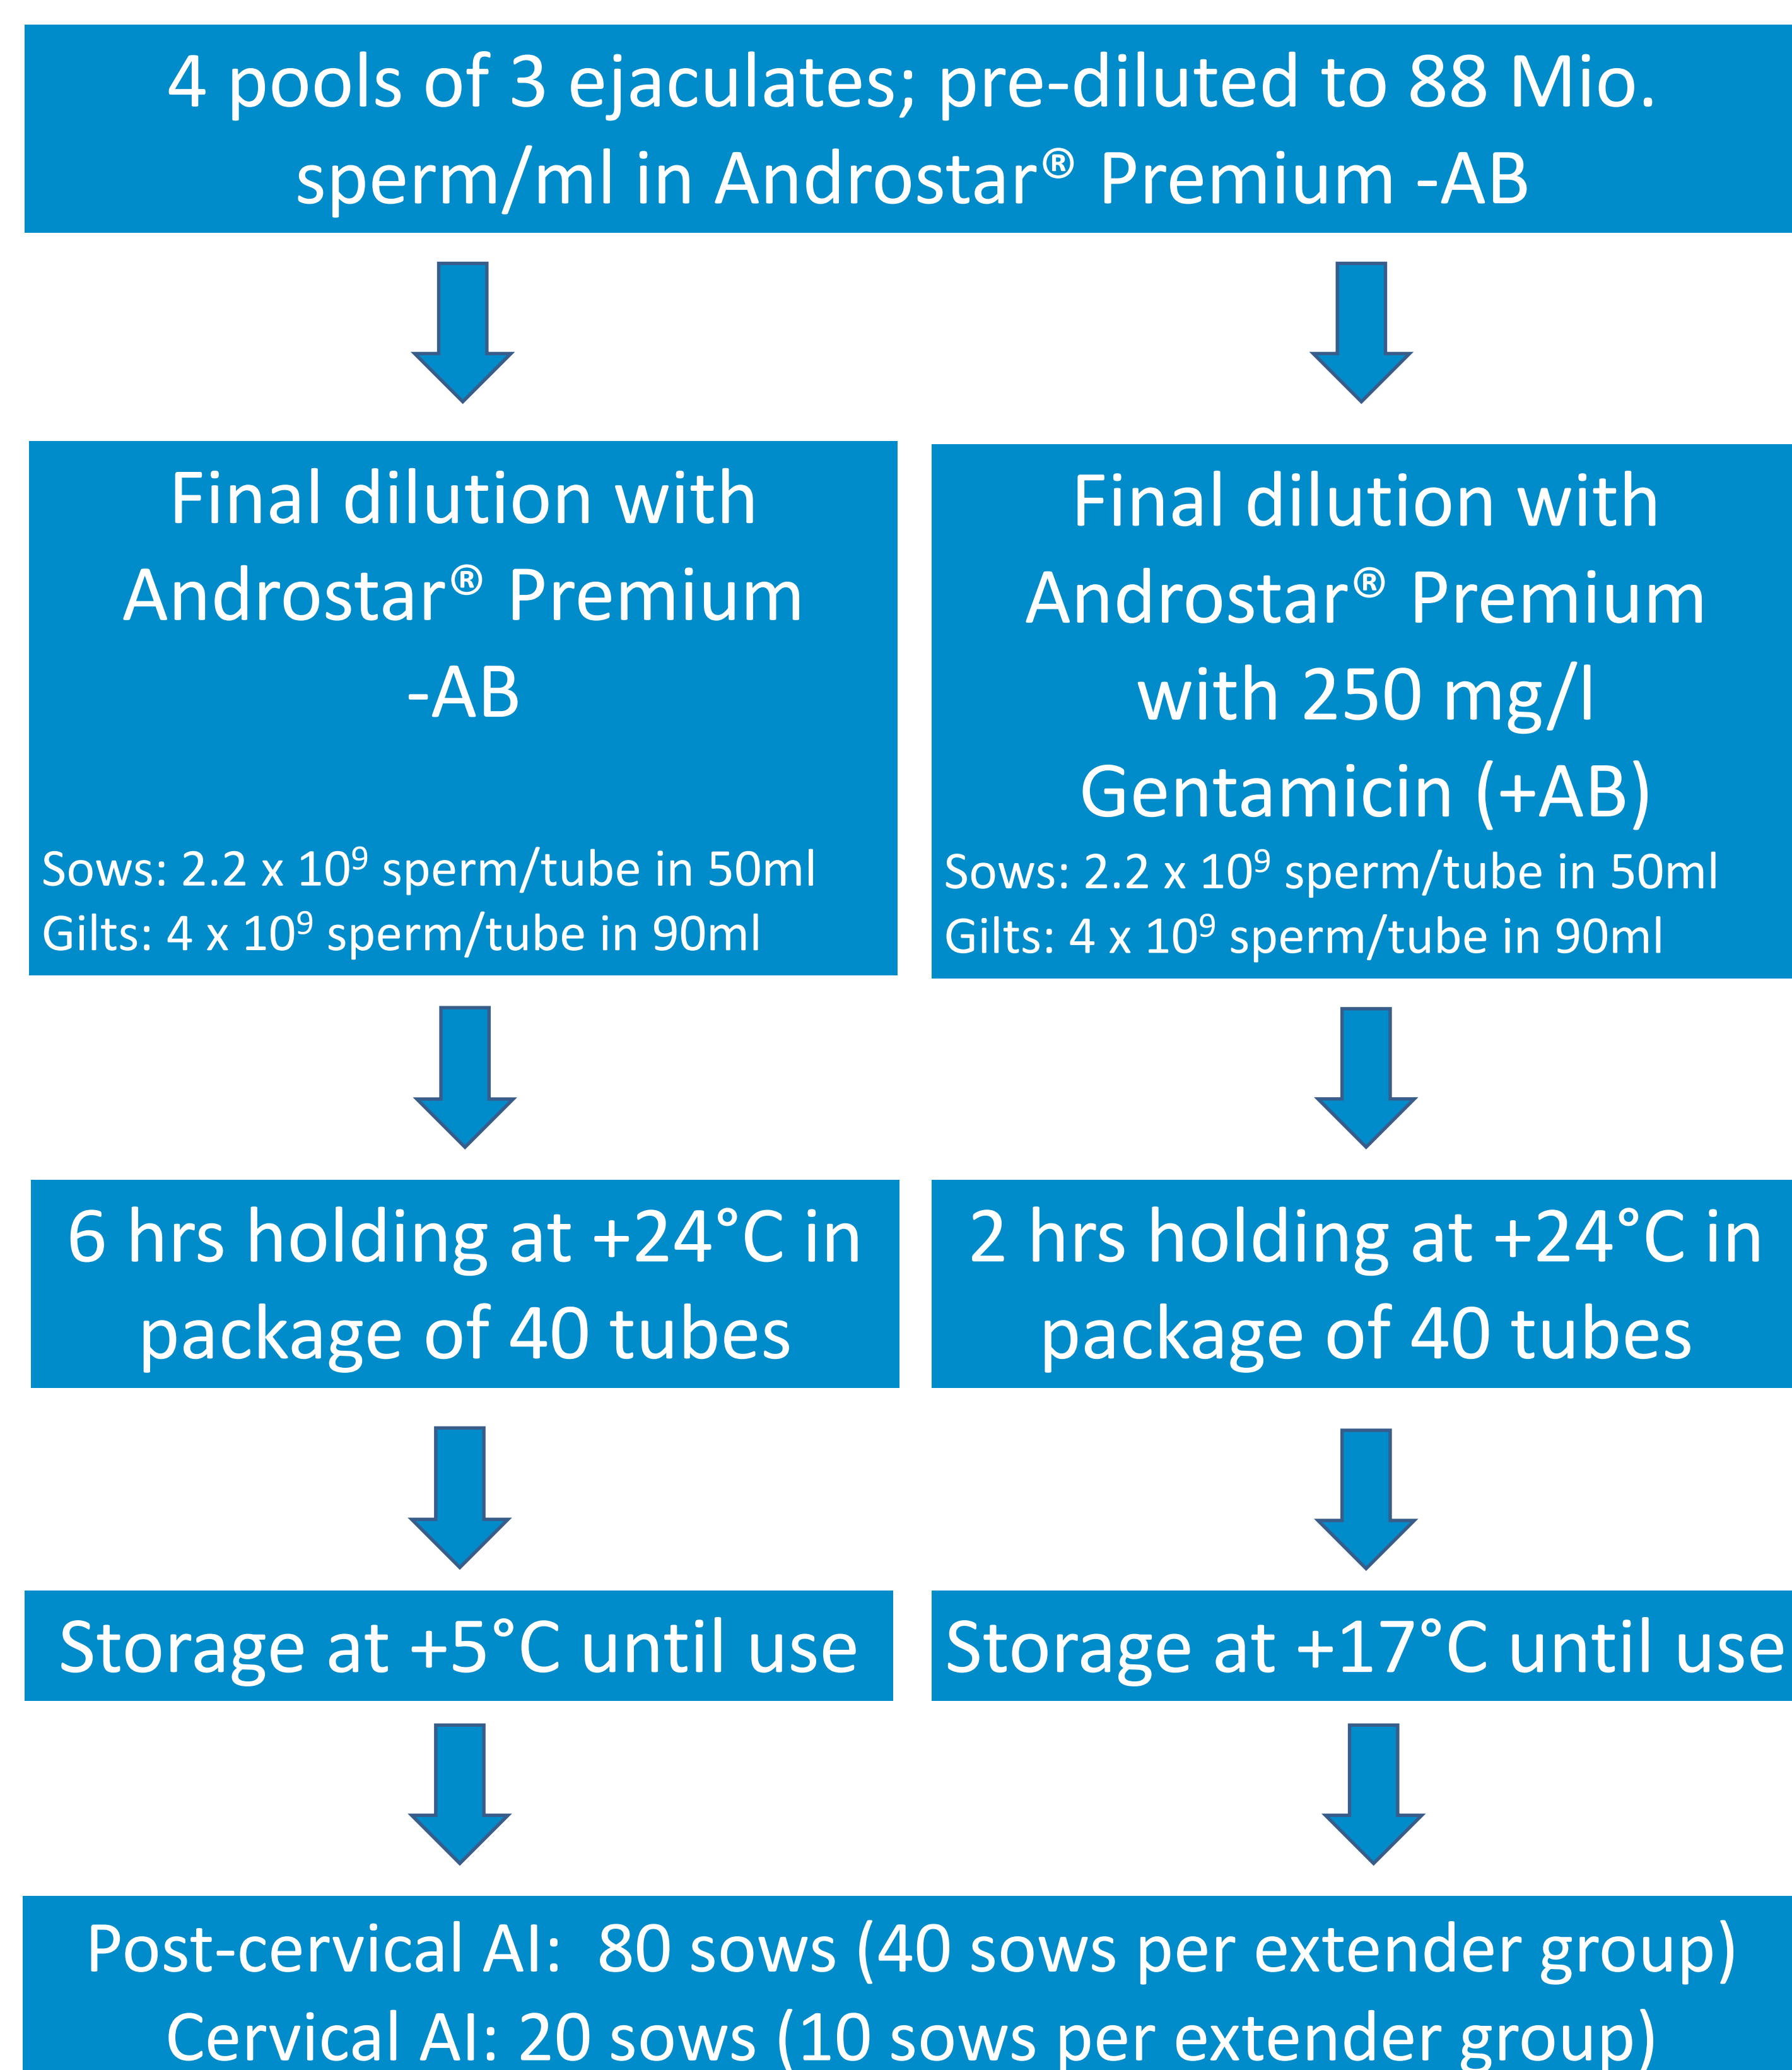 4 pools of 3 ejaculates; pre-diluted to 88 Mio.
sperm/ml in Androstar® Premium -AB
Final dilution with
Androstar® Premium
-AB
Sows: 2.2 x 10⁹ sperm/tube in 50ml
Gilts: 4 x 10⁹ sperm/tube in 90ml
Final dilution with
Androstar® Premium
with 250 mg/l
Gentamicin (+AB)
Sows: 2.2 x 10⁹ sperm/tube in 50ml
Gilts: 4 x 10⁹ sperm/tube in 90ml
6 hrs holding at +24°C in
package of 40 tubes
2 hrs holding at +24°C in
package of 40 tubes
Storage at +5°C until use
Storage at +17°C until use
Post-cervical AI: 80 sows (40 sows per extender group)
Cervical AI: 20 sows (10 sows per extender group)